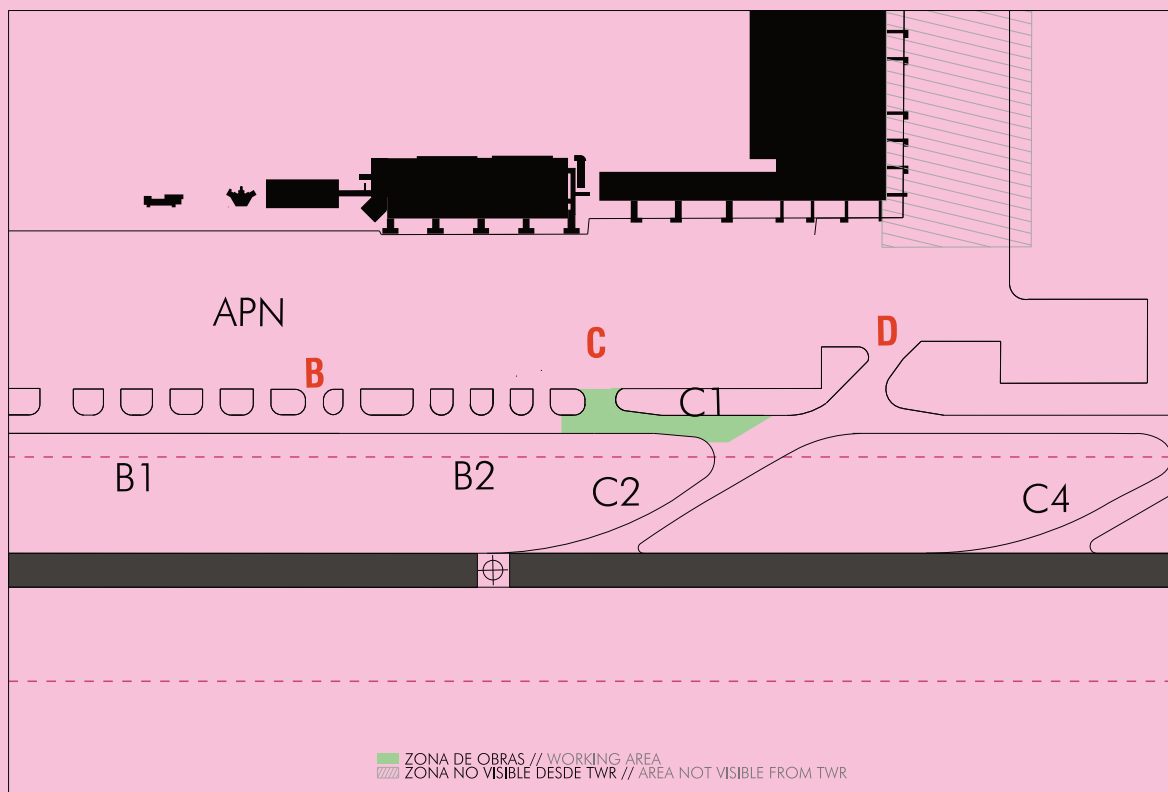 APN
C
D
B
C1
B1
B2
C2
C4
ZONA DE OBRAS // WORKING AREA
ZONA NO VISIBLE DESDE TWR // AREA NOT VISIBLE FROM TWR